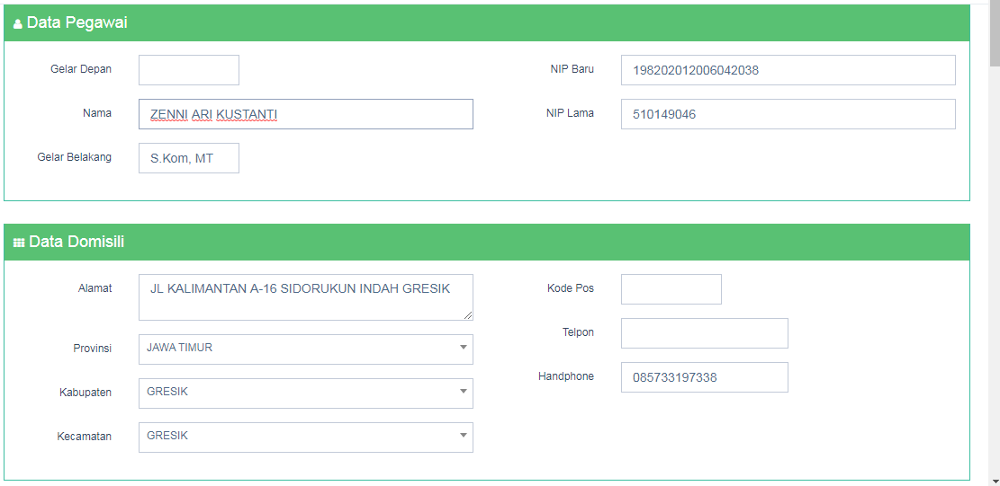 Data Pegawai
Gelar Depan
NIP Baru 198202012006042038
Nama ZENNI ARI KUSTANTI
NIP Lama 510149046
Gelar Belakang S.Kom, MT
Data Domisili
Alamat JL KALIMANTAN A-16 SIDORUKUN INDAH GRESIK
Kode Pos
Telpon
Provinsi JAWA TIMUR
Handphone 085733197338
Kabupaten GRESIK
Kecamatan GRESIK